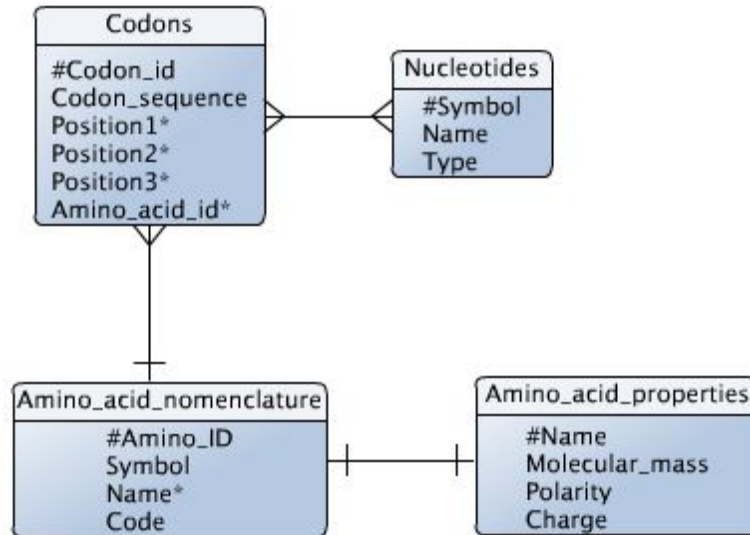 Codons
#Codon_id
Codon_sequence
Position1*
Position2*
Position3*
Amino_acid_id*
Nucleotides
#Symbol
Name
Type
Amino_acid_nomenclature
#Amino_ID
Symbol
Name*
Code
Amino_acid_properties
#Name
Molecular_mass
Polarity
Charge